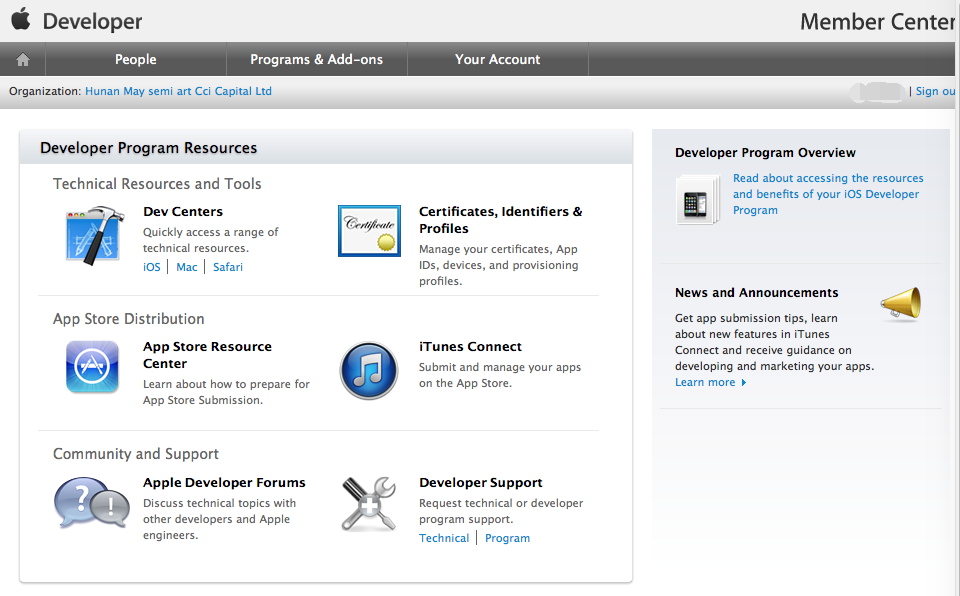 Developer
Member Center
People
Programs & Add-ons
Your Account
Organization: Hunan May semi art Cci Capital Ltd
| Sign ou
Developer Program Resources
Technical Resources and Tools
Dev Centers
Quickly access a range of
technical resources.
iOS | Mac | Safari
Certificate
Certificates, Identifiers &
Profiles
Manage your certificates, App
IDs, devices, and provisioning
profiles.
App Store Distribution
App Store Resource
Center
Learn about how to prepare for
App Store Submission.
iTunes Connect
Submit and manage your apps
on the App Store.
Community and Support
?
!
Apple Developer Forums
Discuss technical topics with
other developers and Apple
engineers.
Developer Support
Request technical or developer
program support.
Technical | Program
Developer Program Overview
Read about accessing the resources
and benefits of your iOS Developer
Program
News and Announcements
Get app submission tips, learn
about new features in iTunes
Connect and receive guidance on
developing and marketing your apps.
Learn more